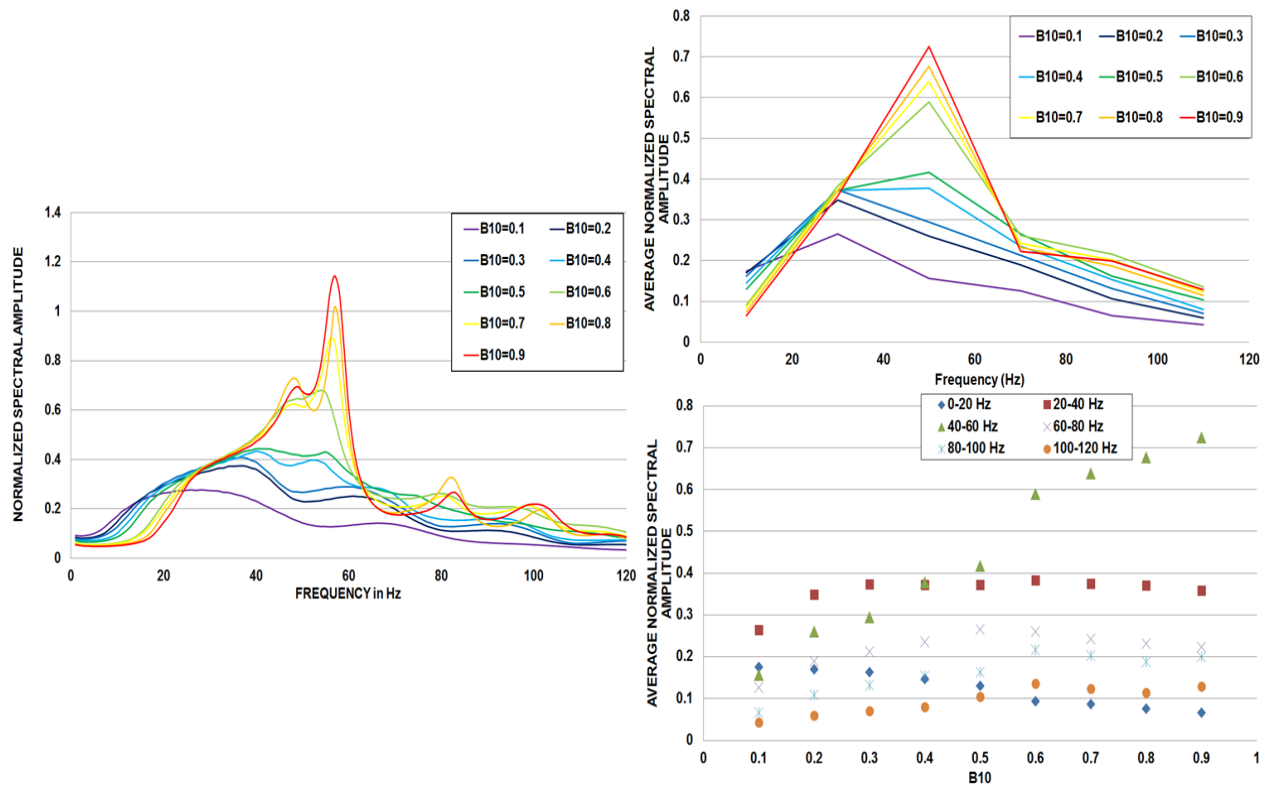 NORMALIZED SPECTRAL AMPLITUDE
1.4
1.2
1
0.8
0.6
0.4
0.2
0
B10=0.1 B10=0.2
B10=0.3 B10=0.4
B10=0.5 B10=0.6
B10=0.7 B10=0.8
B10=0.9
0 20 40 60 80 100 120
FREQUENCY in Hz
AVERAGE NORMALIZED SPECTRAL
AMPLITUDE
0.8
0.7
0.6
0.5
0.4
0.3
0.2
0.1
0
B10=0.1 B10=0.2 B10=0.3
B10=0.4 B10=0.5 B10=0.6
B10=0.7 B10=0.8 B10=0.9
0 20 40 60 80 100 120
Frequency (Hz)
AVERAGE NORMALIZED SPECTRAL
AMPLITUDE
0.8
0.7
0.6
0.5
0.4
0.3
0.2
0.1
0
0-20 Hz 20-40 Hz
40-60 Hz 60-80 Hz
80-100 Hz 100-120 Hz
0 0.1 0.2 0.3 0.4 0.5 0.6 0.7 0.8 0.9 1
B10